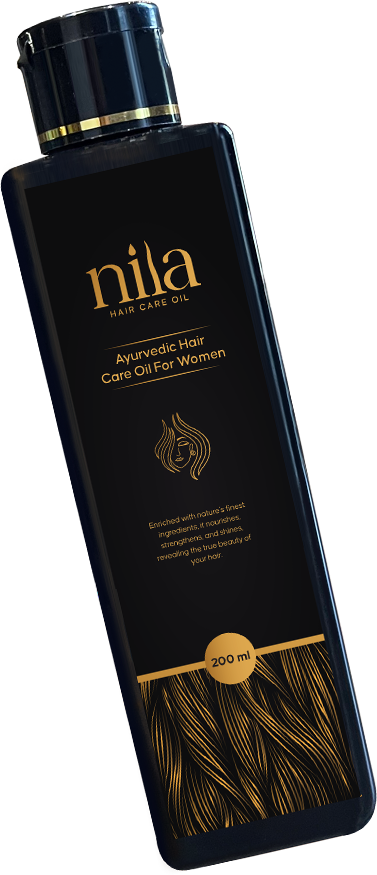 nila
HAIR CARE OIL
Ayurvedic Hair
Care Oil For Women
Enriched with nature's finest
ingredients, it nourishes,
strengthens, and shines,
revealing the true beauty of
your hair.
200 ml